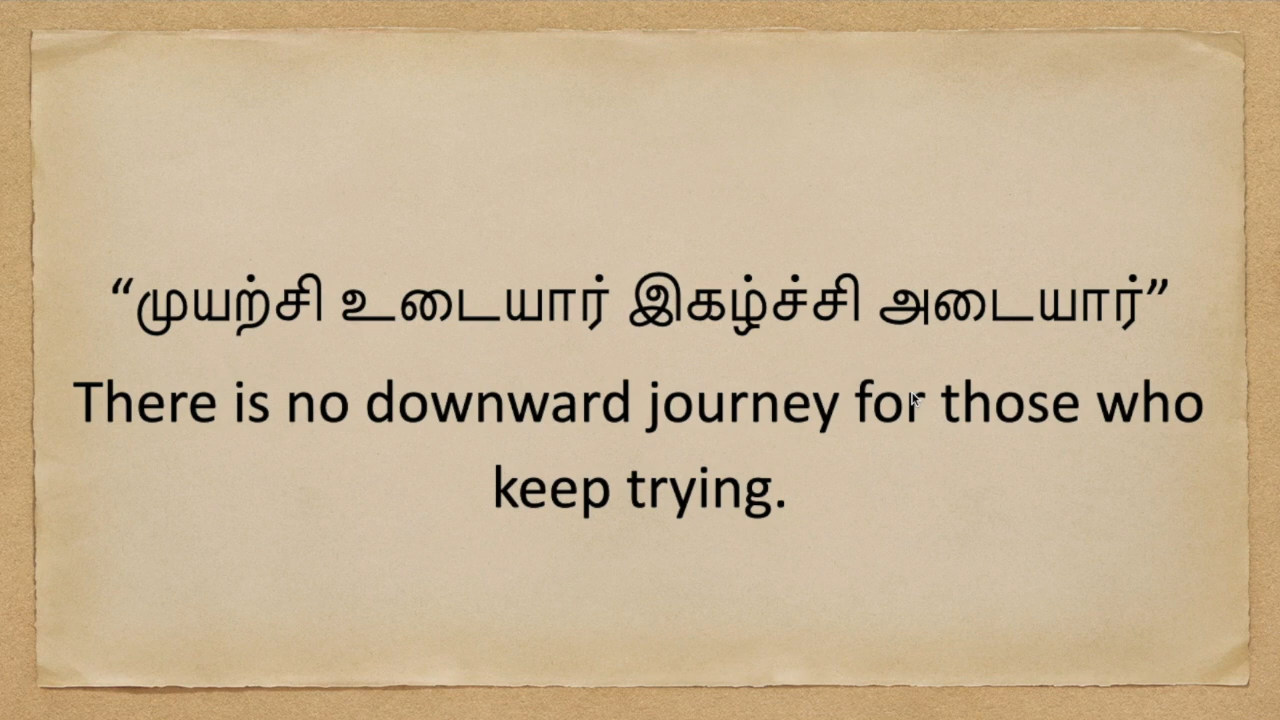 “முயற்சி உடையார் இகழ்ச்சி அடையார்”
There is no downward journey for those who
keep trying.